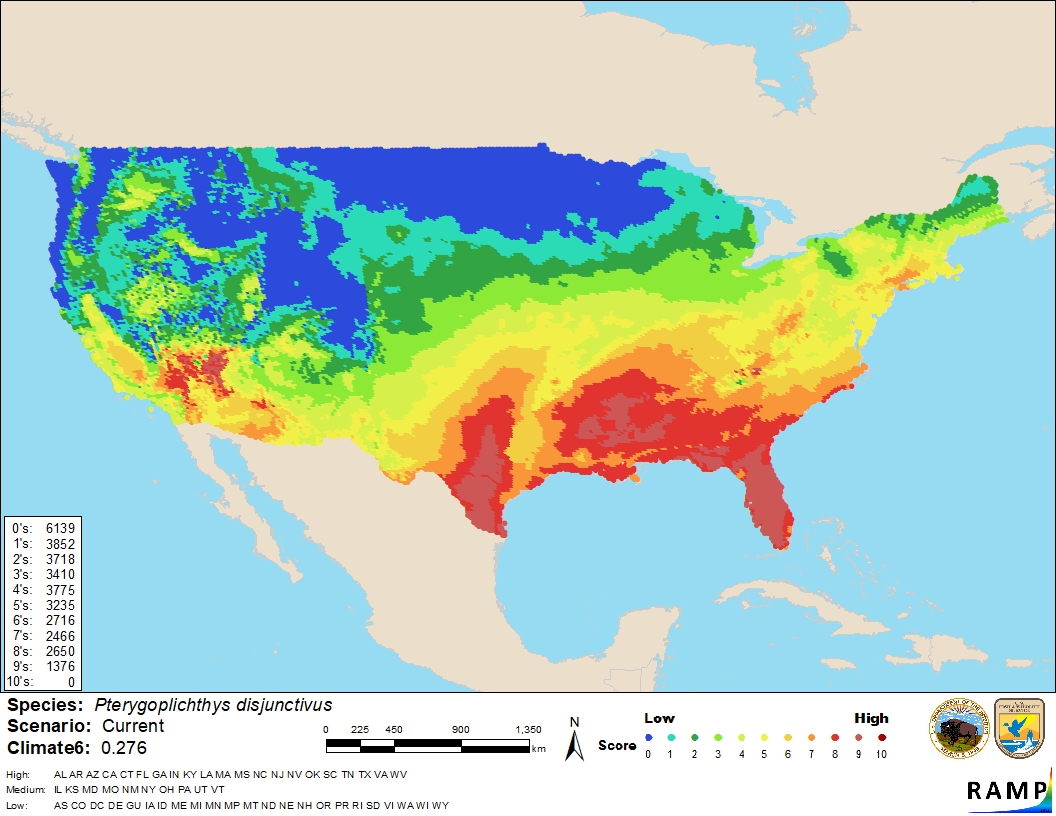 0's: 6139
1's: 3852
2's: 3718
3's: 3410
4's: 3775
5's: 3235
6's: 2716
7's: 2466
8's: 2650
9's: 1376
10's: 0
Species: Pterygoplichthys disjunctivus
Scenario: Current
Climate6: 0.276
0 225 450 900 1,350
km
N
Low High
Score
0 1 2 3 4 5 6 7 8 9 10
High: AL AR AZ CA CT FL GA IN KY LA MA MS NC NJ NV OK SC TN TX VA WV
Medium: IL KS MD MO NM NY OH PA UT VT
Low: AS CO DC DE GU IA ID ME MI MN MP MT ND NE NH OR PR RI SD VI WA WI WY
RAMP